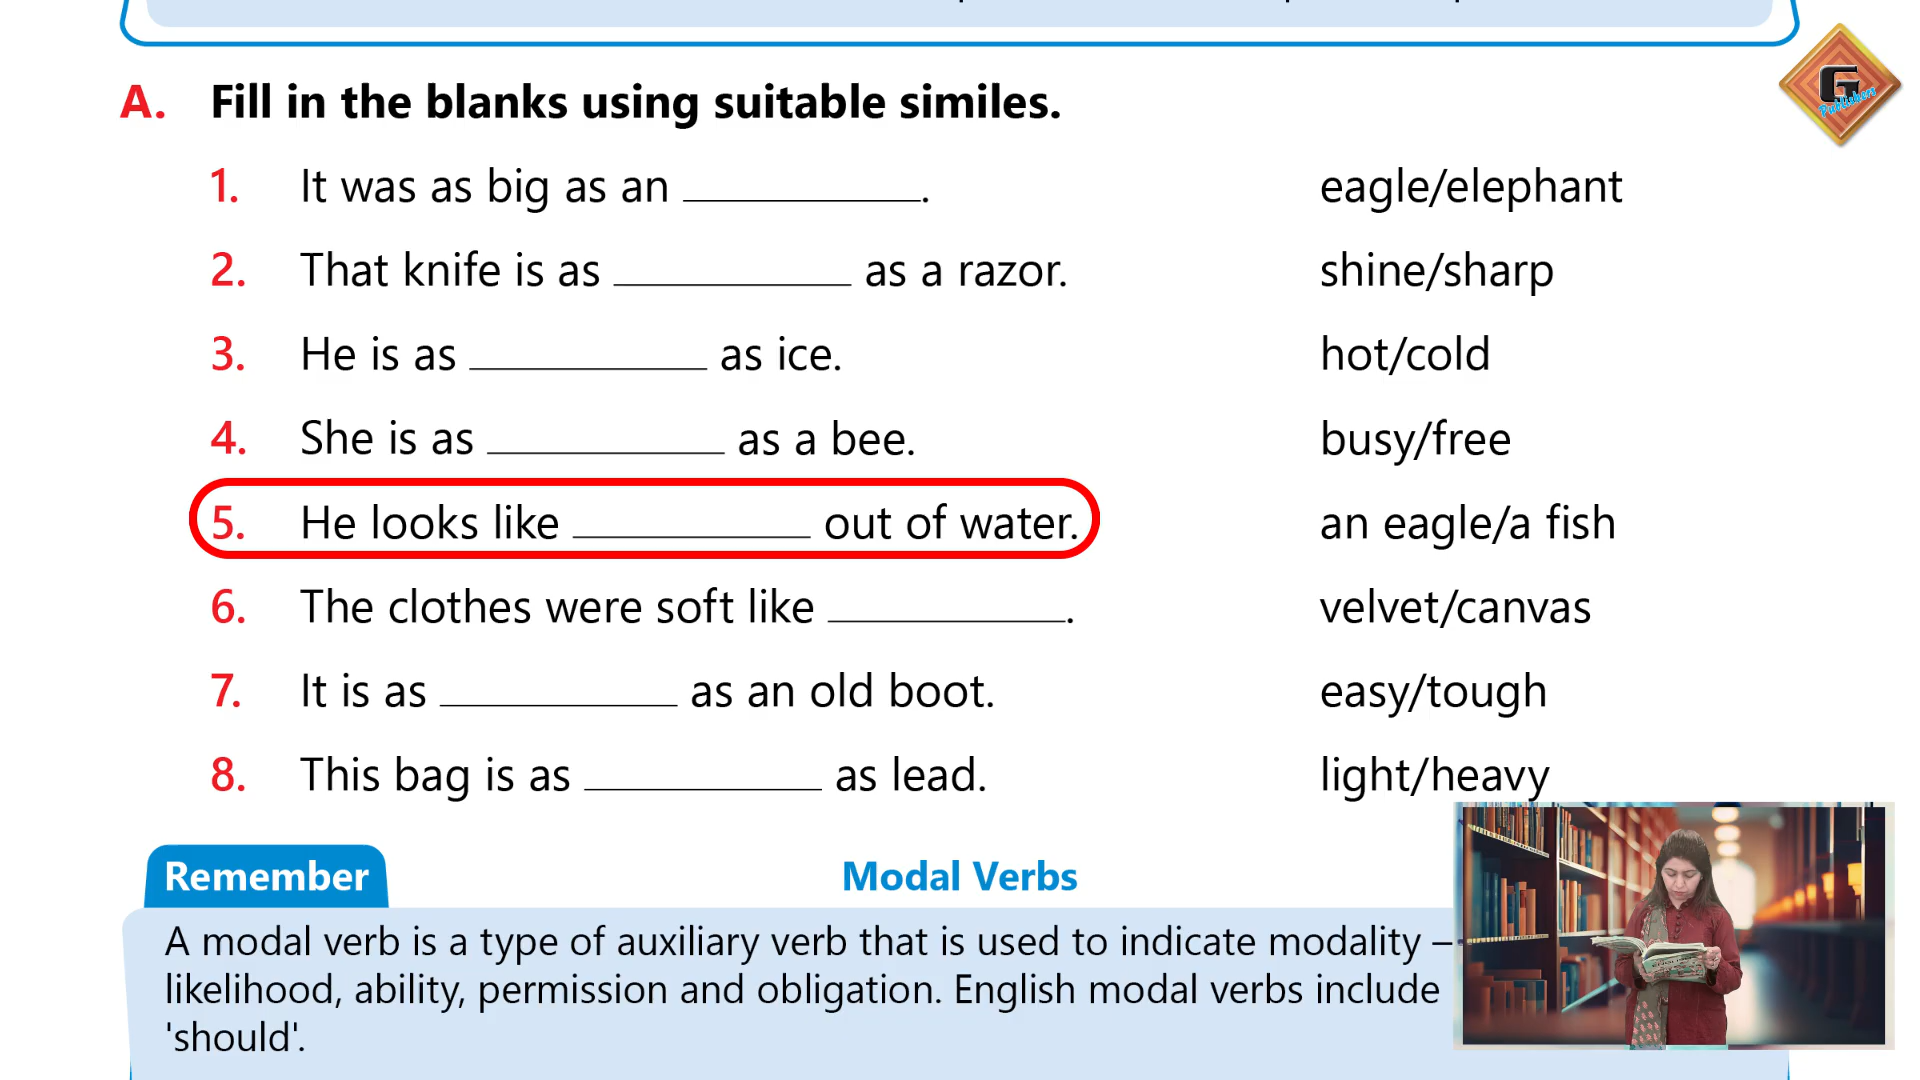 A. Fill in the blanks using suitable similes.
1. It was as big as an ____________. eagle/elephant
2. That knife is as ____________ as a razor. shine/sharp
3. He is as ____________ as ice. hot/cold
4. She is as ____________ as a bee. busy/free
5. He looks like ____________ out of water. an eagle/a fish
6. The clothes were soft like ____________. velvet/canvas
7. It is as ____________ as an old boot. easy/tough
8. This bag is as ____________ as lead. light/heavy
Remember Modal Verbs
A modal verb is a type of auxiliary verb that is used to indicate modality –
likelihood, ability, permission and obligation. English modal verbs include
'should'.
G
Publishers